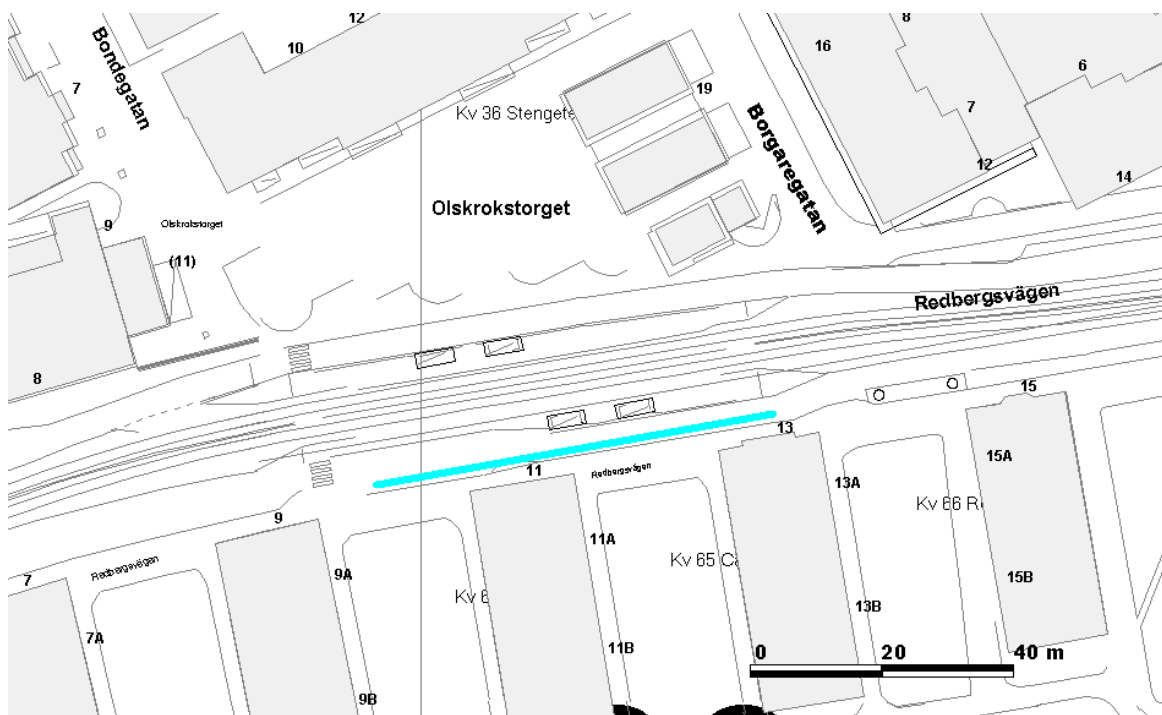 12
10
8
16
Bondegatan
7
6
19
Kv 36 Stengete
Borgaregatan
7
12
14
Olskrokstorget
9
Olskrokstorget
(11)
Redbergsvägen
8
15
13
15A
11
Redbergsvägen
13A
9
Kv 66 R
11A
Kv 65 C
Redbergsvägen
7
9A
15B
Kv 6
13B
7A
11B
0 20 40 m
9B